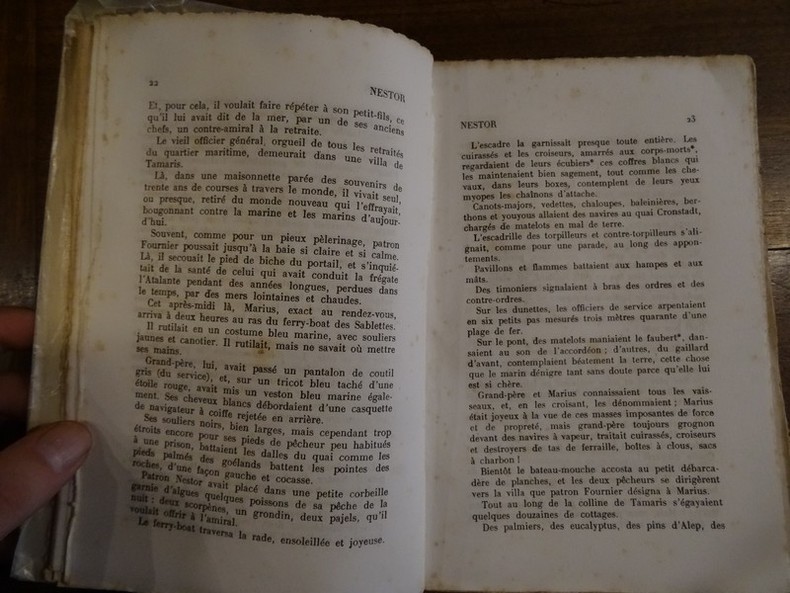 22
NESTOR
Et, pour cela, il voulait faire répéter à son petit-fils, ce
qu'il lui avait dit de la mer, par un de ses anciens
chefs, un contre-amiral à la retraite.
Le vieil officier général, orgueil de tous les retraités
du quartier maritime, demeurait dans une villa de
Tamaris.
Là, dans une maisonnette parée des souvenirs de
trente ans de courses à travers le monde, il vivait seul,
ou presque, retiré du monde nouveau qui l'effrayait,
bougonnant contre la marine et les marins d'aujour-
d'hui.
Souvent, comme pour un pieux pèlerinage, patron
Fournier poussait jusqu'à la baie si claire et si calme.
Là, il secouait le pied de biche du portail, et s'inquié-
tait de la santé de celui qui avait conduit la frégate
l'Atalante pendant des années longues, perdues dans
le temps, par des mers lointaines et chaudes.
Cet après-midi là, Marius, exact au rendez-vous,
arriva à deux heures au ras du ferry-boat des Sablettes.
Il rutilait en un costume bleu marine, avec souliers
jaunes et canotier. Il rutilait, mais ne savait où mettre
ses mains.
Grand-père, lui, avait passé un pantalon de coutil
gris (du service), et, sur un tricot bleu taché d'une
étoile rouge, avait mis un veston bleu marine égale-
ment. Ses cheveux blancs débordaient d'une casquette
de navigateur à coiffe rejetée en arrière.
Ses souliers noirs, bien larges, mais cependant trop
étroits encore pour ses pieds de pêcheur peu habitués
à une prison, battaient les dalles du quai comme les
pieds palmés des goélands battent les pointes des
roches, d'une façon gauche et cocasse.
Patron Nestor avait placé dans une petite corbeille
garnie d'algues quelques poissons de sa pêche de la
nuit : deux scorpènes, un grondin, deux pajels, qu'il
voulait offrir à l'amiral.
Le ferry-boat traversa la rade, ensoleillée et joyeuse.
NESTOR
23
L'escadre la garnissait presque toute entière. Les
cuirassés et les croiseurs, amarrés aux corps-morts*,
regardaient de leurs écubiers* ces coffres blancs qui
les maintenaient bien sagement, tout comme les che-
vaux, dans leurs boxes, contemplent de leurs yeux
myopes les chaînons d'attache.
Canots-majors, vedettes, chaloupes, baleinières, ber-
thons et youyous allaient des navires au quai Cronstadt,
chargés de matelots en mal de terre.
L'escadrille des torpilleurs et contre-torpilleurs s'ali-
gnait, comme pour une parade, au long des appon-
tements.
Pavillons et flammes battaient aux hampes et aux
mâts.
Des timoniers signalaient à bras des ordres et des
contre-ordres.
Sur les dunettes, les officiers de service arpentaient
en six petits pas mesurés trois mètres quarante d'une
plage de fer.
Sur le pont, des matelots maniaient le faubert*, dan-
saient au son de l'accordéon ; d'autres, du gaillard
d'avant, contemplaient béatement la terre, cette chose
que le marin dénigre tant sans doute parce qu'elle lui
est si chère.
Grand-père et Marius connaissaient tous les vais-
seaux, et, en les croisant, les dénommaient ; Marius
était joyeux à la vue de ces masses imposantes de force
et de propreté, mais grand-père toujours grognon
devant des navires à vapeur, traitait cuirassés, croiseurs
et destroyers de tas de ferraille, boîtes à clous, sacs
à charbon !
Bientôt le bateau-mouche accosta au petit débarca-
dère de planches, et les deux pêcheurs se dirigèrent
vers la villa que patron Fournier désigna à Marius.
Tout au long de la colline de Tamaris s'égayaient
quelques douzaines de cottages.
Des palmiers, des eucalyptus, des pins d'Alep, des